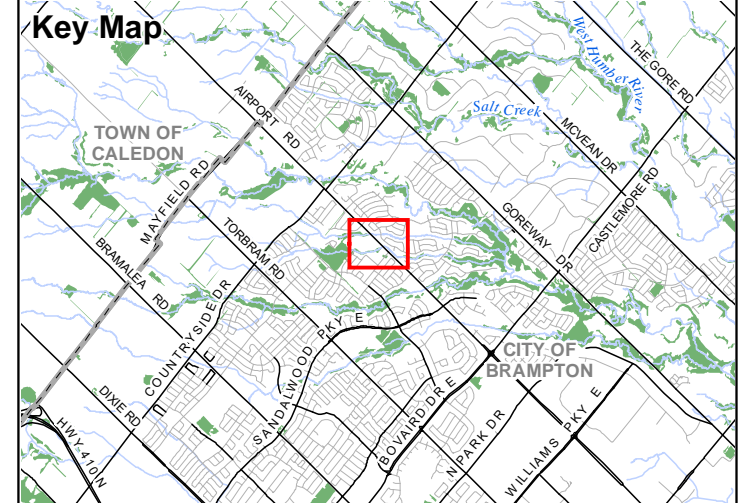 Key Map
West Humber River
THE GORE RD
AIRPORT RD
Salt Creek
MCVEAN DR
TOWN OF
CALEDON
MAYFIELD RD
CASTLEMORE RD
GOREWAY DR
TORBRAM RD
BRAMALEA RD
COUNTRYSIDE DR
SANDALWOOD PKY E
CITY OF
BRAMPTON
DIXIE RD
HWY 410 N
BOVAIRD DR E
N PARK DR
WILLIAMS PKY E